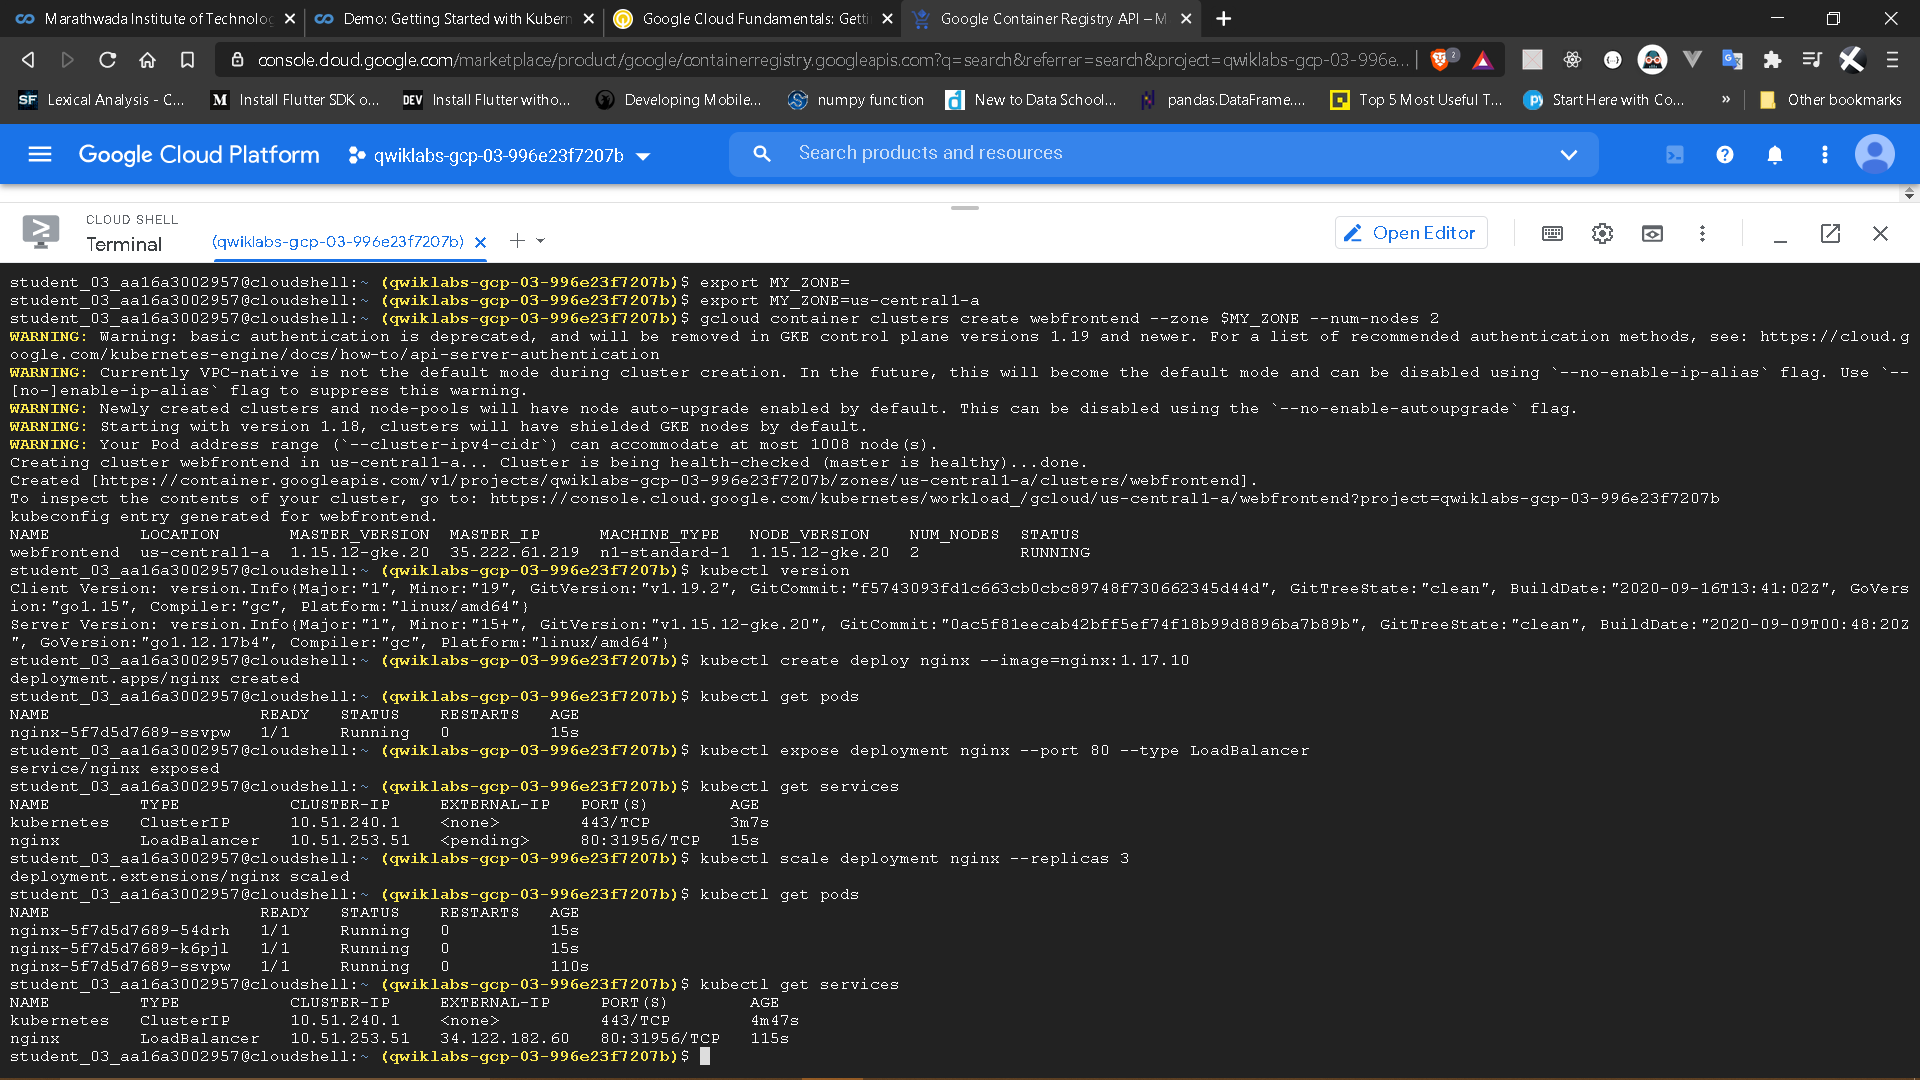 Marathwada Institute of Technolog
Demo: Getting Started with Kubern
Google Cloud Fundamentals: Getti
Google Container Registry API – M
console.cloud.google.com/marketplace/product/google/containerregistry.googleapis.com?q=search&referrer=search&project=qwiklabs-gcp-03-996e...
2
SF Lexical Analysis - C...
M Install Flutter SDK o...
DEV Install Flutter witho...
Developing Mobile...
numpy function
d New to Data School...
pandas.DataFrame....
Top 5 Most Useful T...
Start Here with Co...
»
Other bookmarks
Google Cloud Platform
qwiklabs-gcp-03-996e23f7207b
Search products and resources
CLOUD SHELL
Terminal
(qwiklabs-gcp-03-996e23f7207b)
Open Editor
student_03_aa16a3002957@cloudshell:~ (qwiklabs-gcp-03-996e23f7207b)$ export MY_ZONE=
student_03_aa16a3002957@cloudshell:~ (qwiklabs-gcp-03-996e23f7207b)$ export MY_ZONE=us-central1-a
student_03_aa16a3002957@cloudshell:~ (qwiklabs-gcp-03-996e23f7207b)$ gcloud container clusters create webfrontend --zone $MY_ZONE --num-nodes 2
WARNING: Warning: basic authentication is deprecated, and will be removed in GKE control plane versions 1.19 and newer. For a list of recommended authentication methods, see: https://cloud.g
oogle.com/kubernetes-engine/docs/how-to/api-server-authentication
WARNING: Currently VPC-native is not the default mode during cluster creation. In the future, this will become the default mode and can be disabled using `--no-enable-ip-alias` flag. Use `--
[no-]enable-ip-alias` flag to suppress this warning.
WARNING: Newly created clusters and node-pools will have node auto-upgrade enabled by default. This can be disabled using the `--no-enable-autoupgrade` flag.
WARNING: Starting with version 1.18, clusters will have shielded GKE nodes by default.
WARNING: Your Pod address range (`--cluster-ipv4-cidr`) can accommodate at most 1008 node(s).
Creating cluster webfrontend in us-central1-a... Cluster is being health-checked (master is healthy)...done.
Created [https://container.googleapis.com/v1/projects/qwiklabs-gcp-03-996e23f7207b/zones/us-central1-a/clusters/webfrontend].
To inspect the contents of your cluster, go to: https://console.cloud.google.com/kubernetes/workload_/gcloud/us-central1-a/webfrontend?project=qwiklabs-gcp-03-996e23f7207b
kubeconfig entry generated for webfrontend.
NAME LOCATION MASTER_VERSION MASTER_IP MACHINE_TYPE NODE_VERSION NUM_NODES STATUS
webfrontend us-central1-a 1.15.12-gke.20 35.222.61.219 n1-standard-1 1.15.12-gke.20 2 RUNNING
student_03_aa16a3002957@cloudshell:~ (qwiklabs-gcp-03-996e23f7207b)$ kubectl version
Client Version: version.Info{Major:"1", Minor:"19", GitVersion:"v1.19.2", GitCommit:"f5743093fd1c663cb0cbc89748f730662345d44d", GitTreeState:"clean", BuildDate:"2020-09-16T13:41:02Z", GoVers
ion:"go1.15", Compiler:"gc", Platform:"linux/amd64"}
Server Version: version.Info{Major:"1", Minor:"15+", GitVersion:"v1.15.12-gke.20", GitCommit:"0ac5f81eecab42bff5ef74f18b99d8896ba7b89b", GitTreeState:"clean", BuildDate:"2020-09-09T00:48:20Z
", GoVersion:"go1.12.17b4", Compiler:"gc", Platform:"linux/amd64"}
student_03_aa16a3002957@cloudshell:~ (qwiklabs-gcp-03-996e23f7207b)$ kubectl create deploy nginx --image=nginx:1.17.10
deployment.apps/nginx created
student_03_aa16a3002957@cloudshell:~ (qwiklabs-gcp-03-996e23f7207b)$ kubectl get pods
NAME READY STATUS RESTARTS AGE
nginx-5f7d5d7689-ssvpw 1/1 Running 0 15s
student_03_aa16a3002957@cloudshell:~ (qwiklabs-gcp-03-996e23f7207b)$ kubectl expose deployment nginx --port 80 --type LoadBalancer
service/nginx exposed
student_03_aa16a3002957@cloudshell:~ (qwiklabs-gcp-03-996e23f7207b)$ kubectl get services
NAME TYPE CLUSTER-IP EXTERNAL-IP PORT(S) AGE
kubernetes ClusterIP 10.51.240.1 <none> 443/TCP 3m7s
nginx LoadBalancer 10.51.253.51 <pending> 80:31956/TCP 15s
student_03_aa16a3002957@cloudshell:~ (qwiklabs-gcp-03-996e23f7207b)$ kubectl scale deployment nginx --replicas 3
deployment.extensions/nginx scaled
student_03_aa16a3002957@cloudshell:~ (qwiklabs-gcp-03-996e23f7207b)$ kubectl get pods
NAME READY STATUS RESTARTS AGE
nginx-5f7d5d7689-54drh 1/1 Running 0 15s
nginx-5f7d5d7689-k6pjl 1/1 Running 0 15s
nginx-5f7d5d7689-ssvpw 1/1 Running 0 110s
student_03_aa16a3002957@cloudshell:~ (qwiklabs-gcp-03-996e23f7207b)$ kubectl get services
NAME TYPE CLUSTER-IP EXTERNAL-IP PORT(S) AGE
kubernetes ClusterIP 10.51.240.1 <none> 443/TCP 4m47s
nginx LoadBalancer 10.51.253.51 34.122.182.60 80:31956/TCP 115s
student_03_aa16a3002957@cloudshell:~ (qwiklabs-gcp-03-996e23f7207b)$